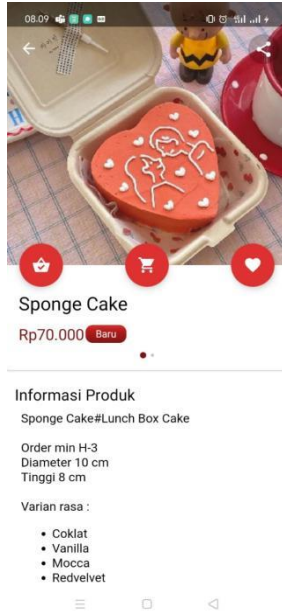 08.09
Sponge Cake
Rp70.000
Baru
Informasi Produk
Sponge Cake#Lunch Box Cake
Order min H-3
Diameter 10 cm
Tinggi 8 cm
Varian rasa :
• Coklat
• Vanilla
• Mocca
• Redvelvet